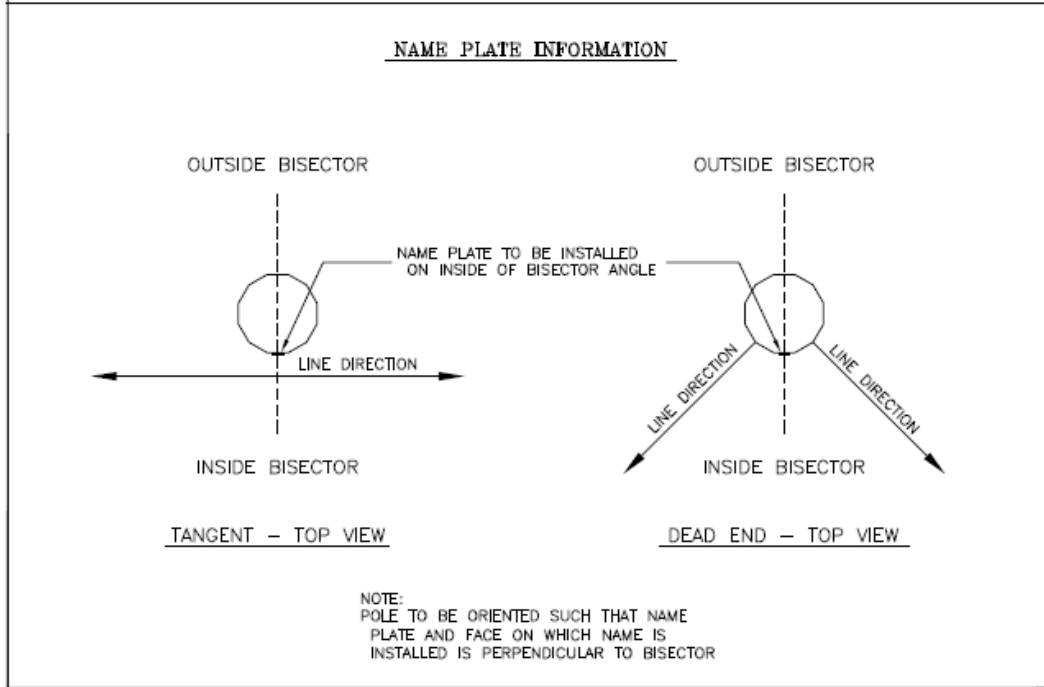 NAME PLATE INFORMATION
OUTSIDE BISECTOR
OUTSIDE BISECTOR
NAME PLATE TO BE INSTALLED
ON INSIDE OF BISECTOR ANGLE
LINE DIRECTION
LINE DIRECTION
LINE DIRECTION
INSIDE BISECTOR
INSIDE BISECTOR
TANGENT – TOP VIEW
DEAD END – TOP VIEW
NOTE:
POLE TO BE ORIENTED SUCH THAT NAME
PLATE AND FACE ON WHICH NAME IS
INSTALLED IS PERPENDICULAR TO BISECTOR